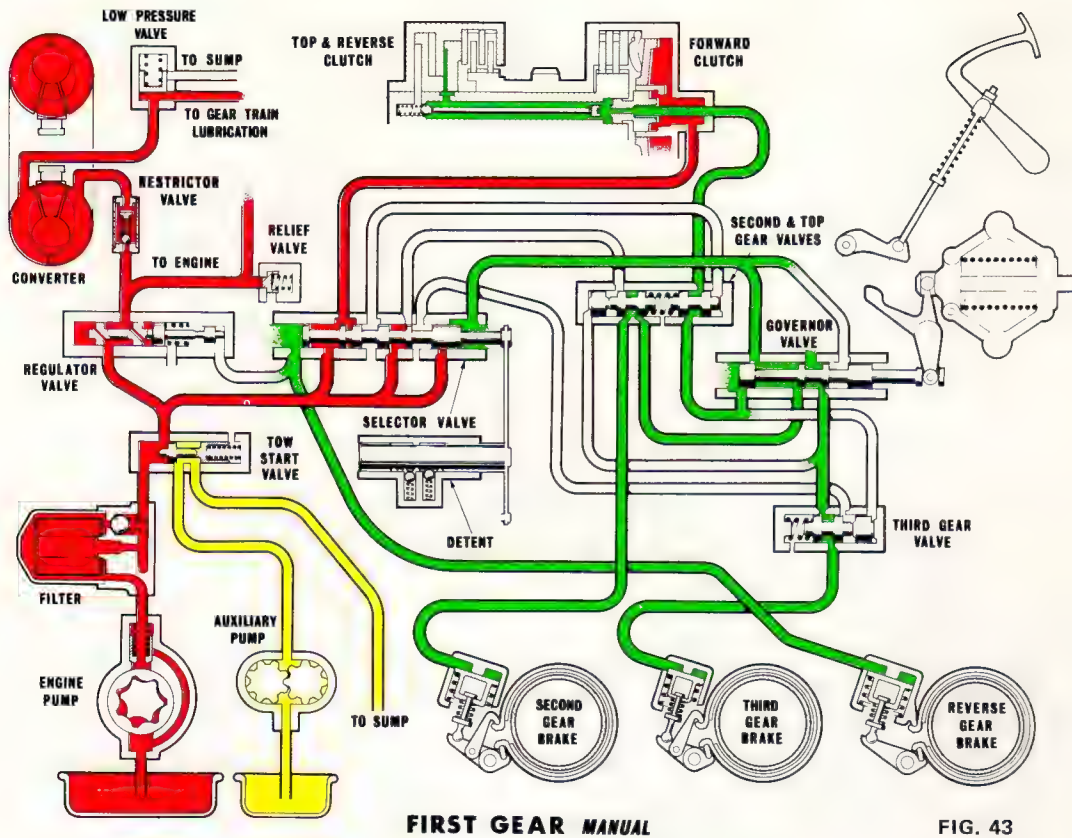 LOW PRESSURE
VALVE
TO SUMP
TO GEAR TRAIN
LUBRICATION
TOP & REVERSE
CLUTCH
FORWARD
CLUTCH
RESTRICTOR
VALVE
CONVERTER
TO ENGINE
RELIEF
VALVE
SECOND & TOP
GEAR VALVES
REGULATOR
VALVE
GOVERNOR
VALVE
SELECTOR VALVE
TOW
START
VALVE
DETENT
THIRD GEAR
VALVE
FILTER
AUXILIARY
PUMP
ENGINE
PUMP
TO SUMP
SECOND
GEAR
BRAKE
THIRD
GEAR
BRAKE
REVERSE
GEAR
BRAKE
FIRST GEAR MANUAL
FIG. 43